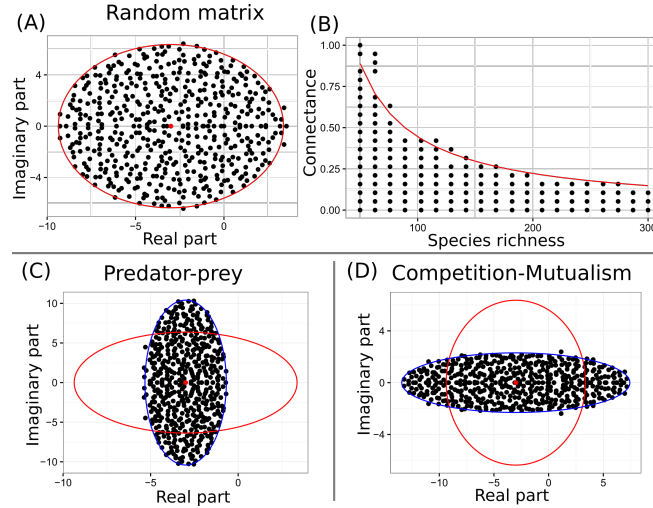 (A) Random matrix
Imaginary part
4
0
−4
−10
−5
0
Real part
(B)
Connectance
1.00
0.75
0.50
0.25
0.00
100
200
300
Species richness
(C) Predator-prey
Imaginary part
10
5
0
−5
−10
−10
−5
0
Real part
(D) Competition-Mutualism
Imaginary part
4
0
−4
−10
−5
0
5
Real part